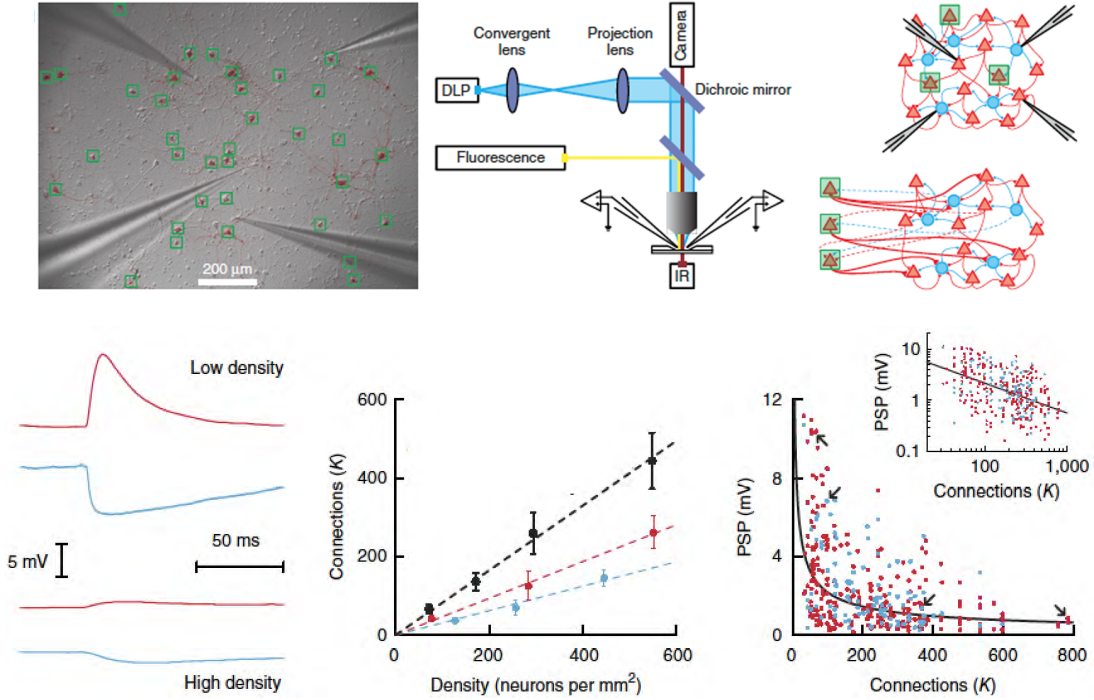 200 μm
Convergent
lens
Projection
lens
Camera
DLP
Dichroic mirror
Fluorescence
IR
Low density
5 mV
50 ms
High density
Connections (K)
600
400
200
0
0
200
400
600
Density (neurons per mm²)
PSP (mV)
12
8
4
0
0
200
400
600
800
Connections (K)
PSP (mV)
10
1
0.1
100
1,000
Connections (K)